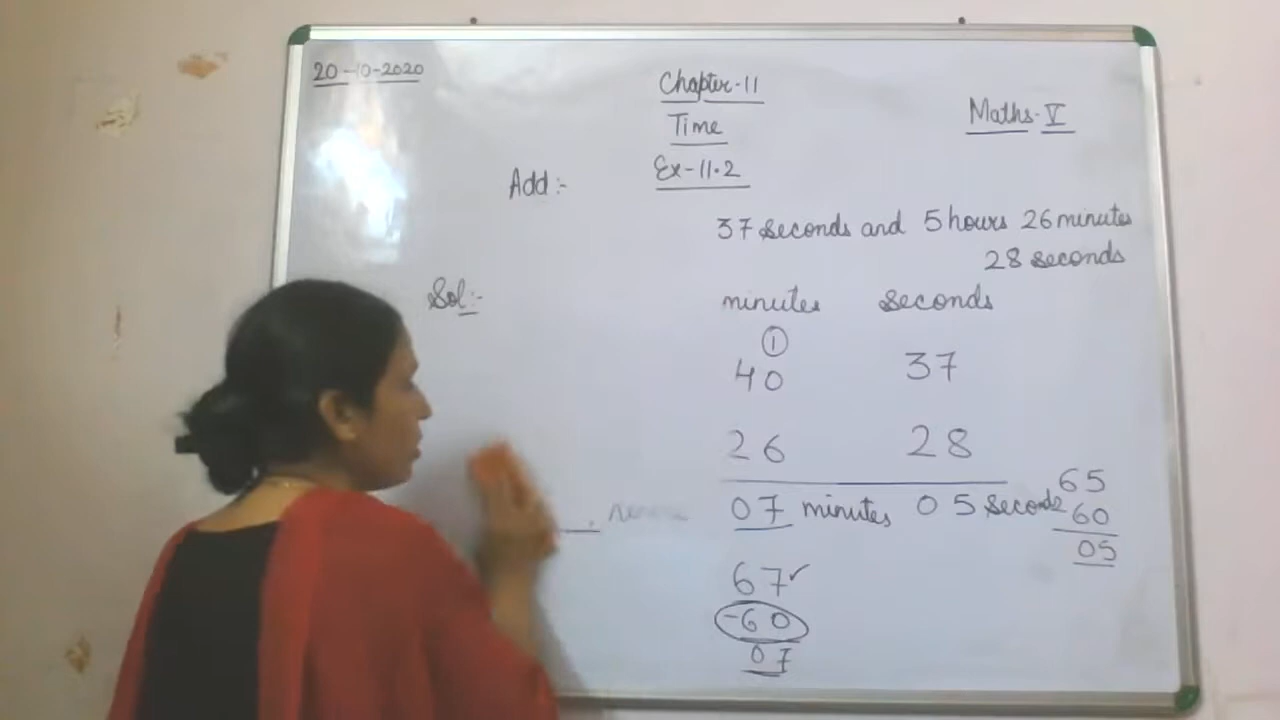 20-10-2020
Chapter-11
Maths-V
Time
Ex-11.2
Add:-
37 seconds and 5 hours 26 minutes
28 seconds
Sol:-
minutes seconds
1
40 37
26 28
07 minutes 05 seconds
65
60
05
67✓
-60
07